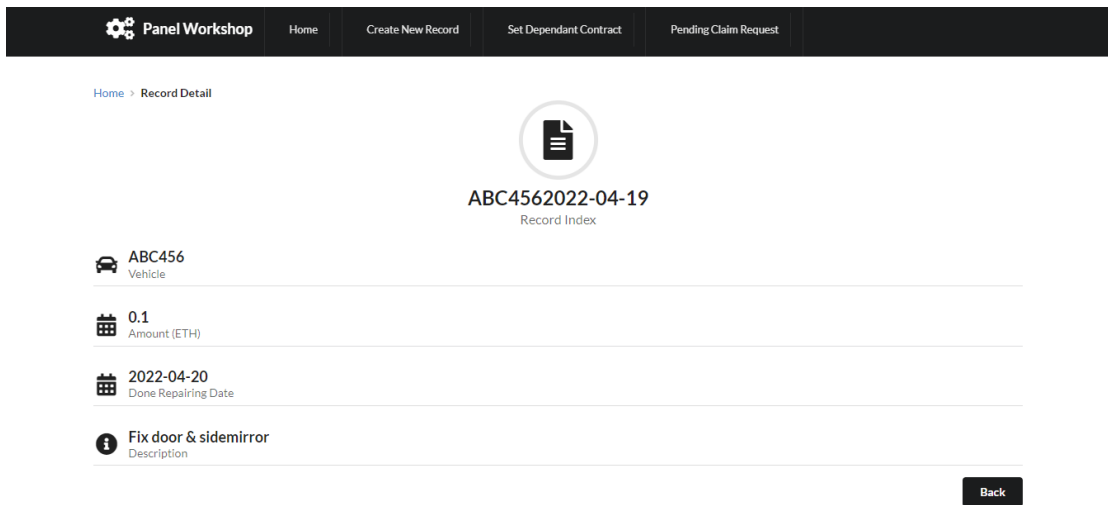 Panel Workshop Home Create New Record Set Dependant Contract Pending Claim Request
Home > Record Detail
ABC4562022-04-19
Record Index
ABC456
Vehicle
0.1
Amount (ETH)
2022-04-20
Done Repairing Date
Fix door & sidemirror
Description
Back